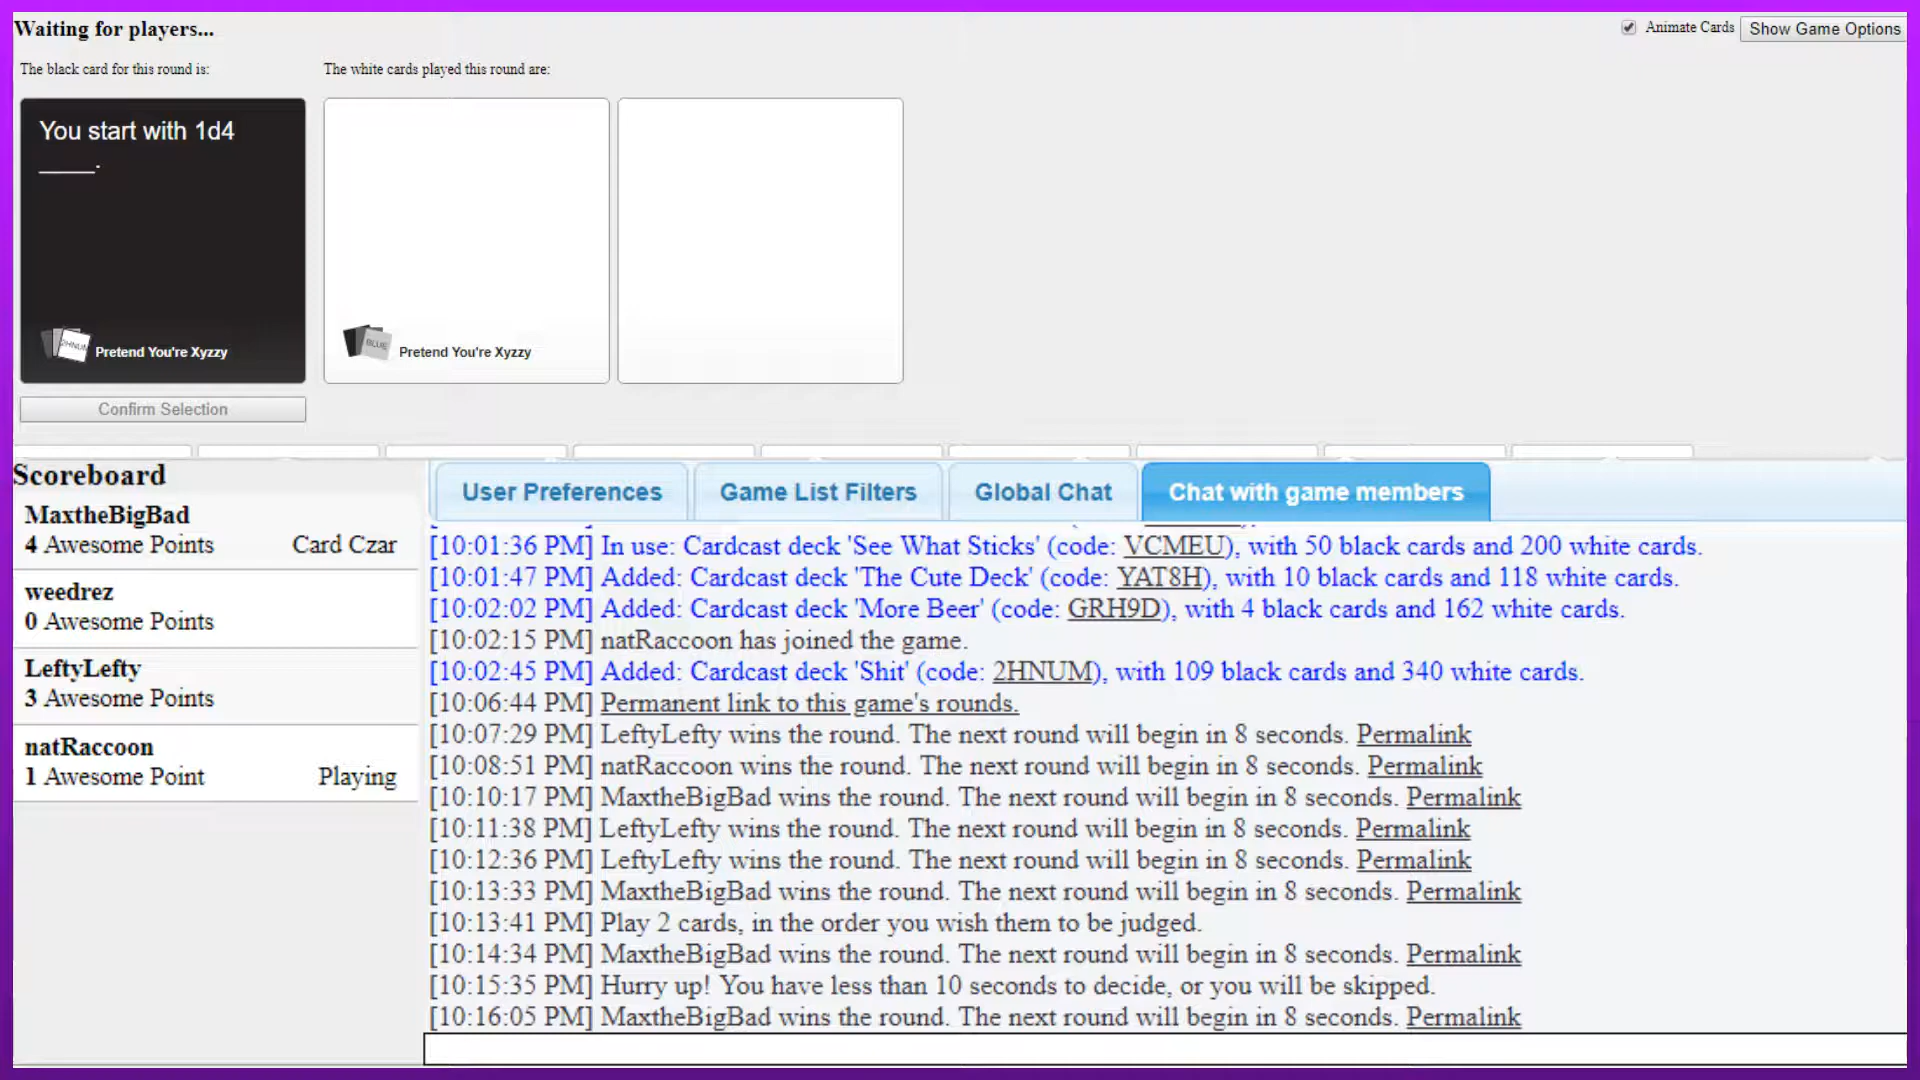 Waiting for players...
Animate Cards
Show Game Options
The black card for this round is:
The white cards played this round are:
You start with 1d4
_____.
2HNUM
Pretend You're Xyzzy
BLUE
Pretend You're Xyzzy
Confirm Selection
Scoreboard
MaxtheBigBad
4 Awesome Points
Card Czar
weedrez
0 Awesome Points
LeftyLefty
3 Awesome Points
natRaccoon
1 Awesome Point
Playing
User Preferences
Game List Filters
Global Chat
Chat with game members
[10:01:36 PM] In use: Cardcast deck 'See What Sticks' (code: VCMEU), with 50 black cards and 200 white cards.
[10:01:47 PM] Added: Cardcast deck 'The Cute Deck' (code: YAT8H), with 10 black cards and 118 white cards.
[10:02:02 PM] Added: Cardcast deck 'More Beer' (code: GRH9D), with 4 black cards and 162 white cards.
[10:02:15 PM] natRaccoon has joined the game.
[10:02:45 PM] Added: Cardcast deck 'Shit' (code: 2HNUM), with 109 black cards and 340 white cards.
[10:06:44 PM] Permanent link to this game's rounds.
[10:07:29 PM] LeftyLefty wins the round. The next round will begin in 8 seconds. Permalink
[10:08:51 PM] natRaccoon wins the round. The next round will begin in 8 seconds. Permalink
[10:10:17 PM] MaxtheBigBad wins the round. The next round will begin in 8 seconds. Permalink
[10:11:38 PM] LeftyLefty wins the round. The next round will begin in 8 seconds. Permalink
[10:12:36 PM] LeftyLefty wins the round. The next round will begin in 8 seconds. Permalink
[10:13:33 PM] MaxtheBigBad wins the round. The next round will begin in 8 seconds. Permalink
[10:13:41 PM] Play 2 cards, in the order you wish them to be judged.
[10:14:34 PM] MaxtheBigBad wins the round. The next round will begin in 8 seconds. Permalink
[10:15:35 PM] Hurry up! You have less than 10 seconds to decide, or you will be skipped.
[10:16:05 PM] MaxtheBigBad wins the round. The next round will begin in 8 seconds. Permalink